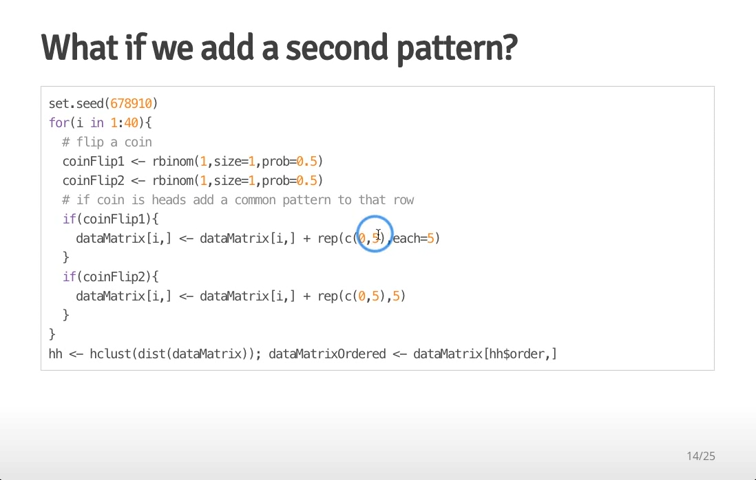 What if we add a second pattern?
set.seed(678910)
for(i in 1:40){
  # flip a coin
  coinFlip1 <- rbinom(1,size=1,prob=0.5)
  coinFlip2 <- rbinom(1,size=1,prob=0.5)
  # if coin is heads add a common pattern to that row
  if(coinFlip1){
    dataMatrix[i,] <- dataMatrix[i,] + rep(c(0,5),each=5)
  }
  if(coinFlip2){
    dataMatrix[i,] <- dataMatrix[i,] + rep(c(0,5),5)
  }
}
hh <- hclust(dist(dataMatrix)); dataMatrixOrdered <- dataMatrix[hh$order,]
14/25